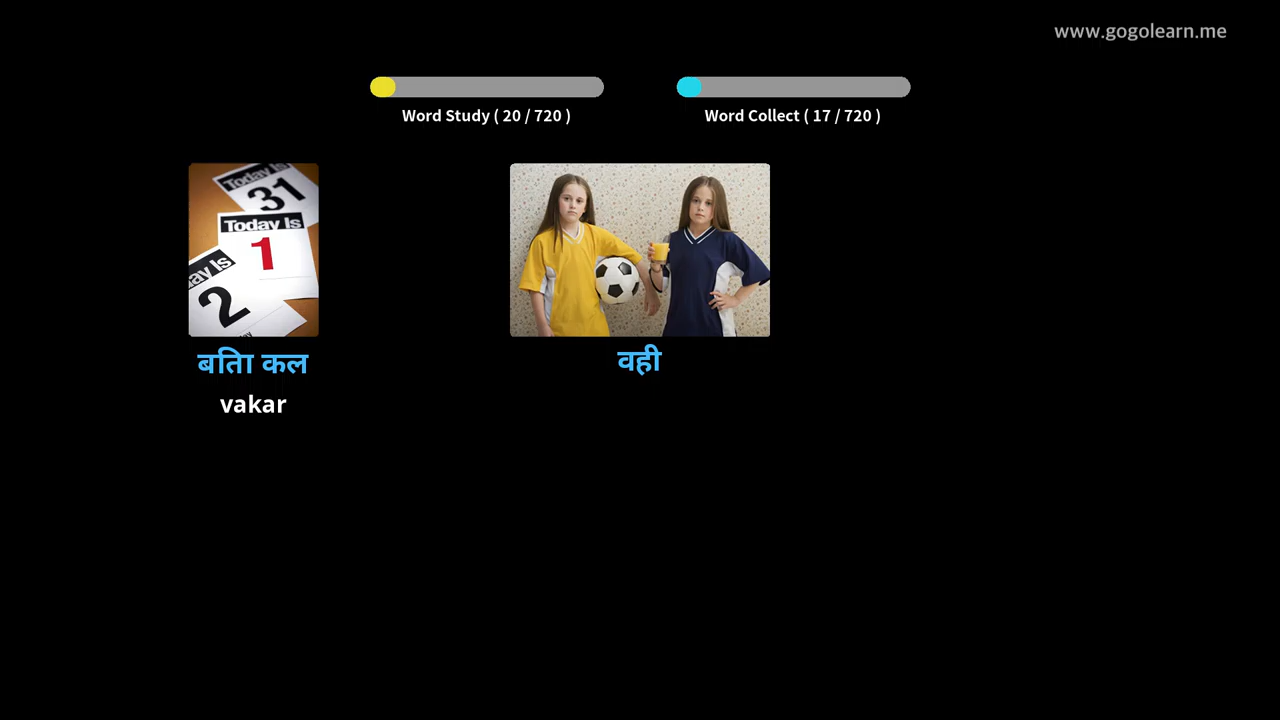 www.gogolearn.me
Word Study ( 20 / 720 )
Word Collect ( 17 / 720 )
Today Is
31
Today Is
1
ay Is
2
बतिा कल
वही
vakar